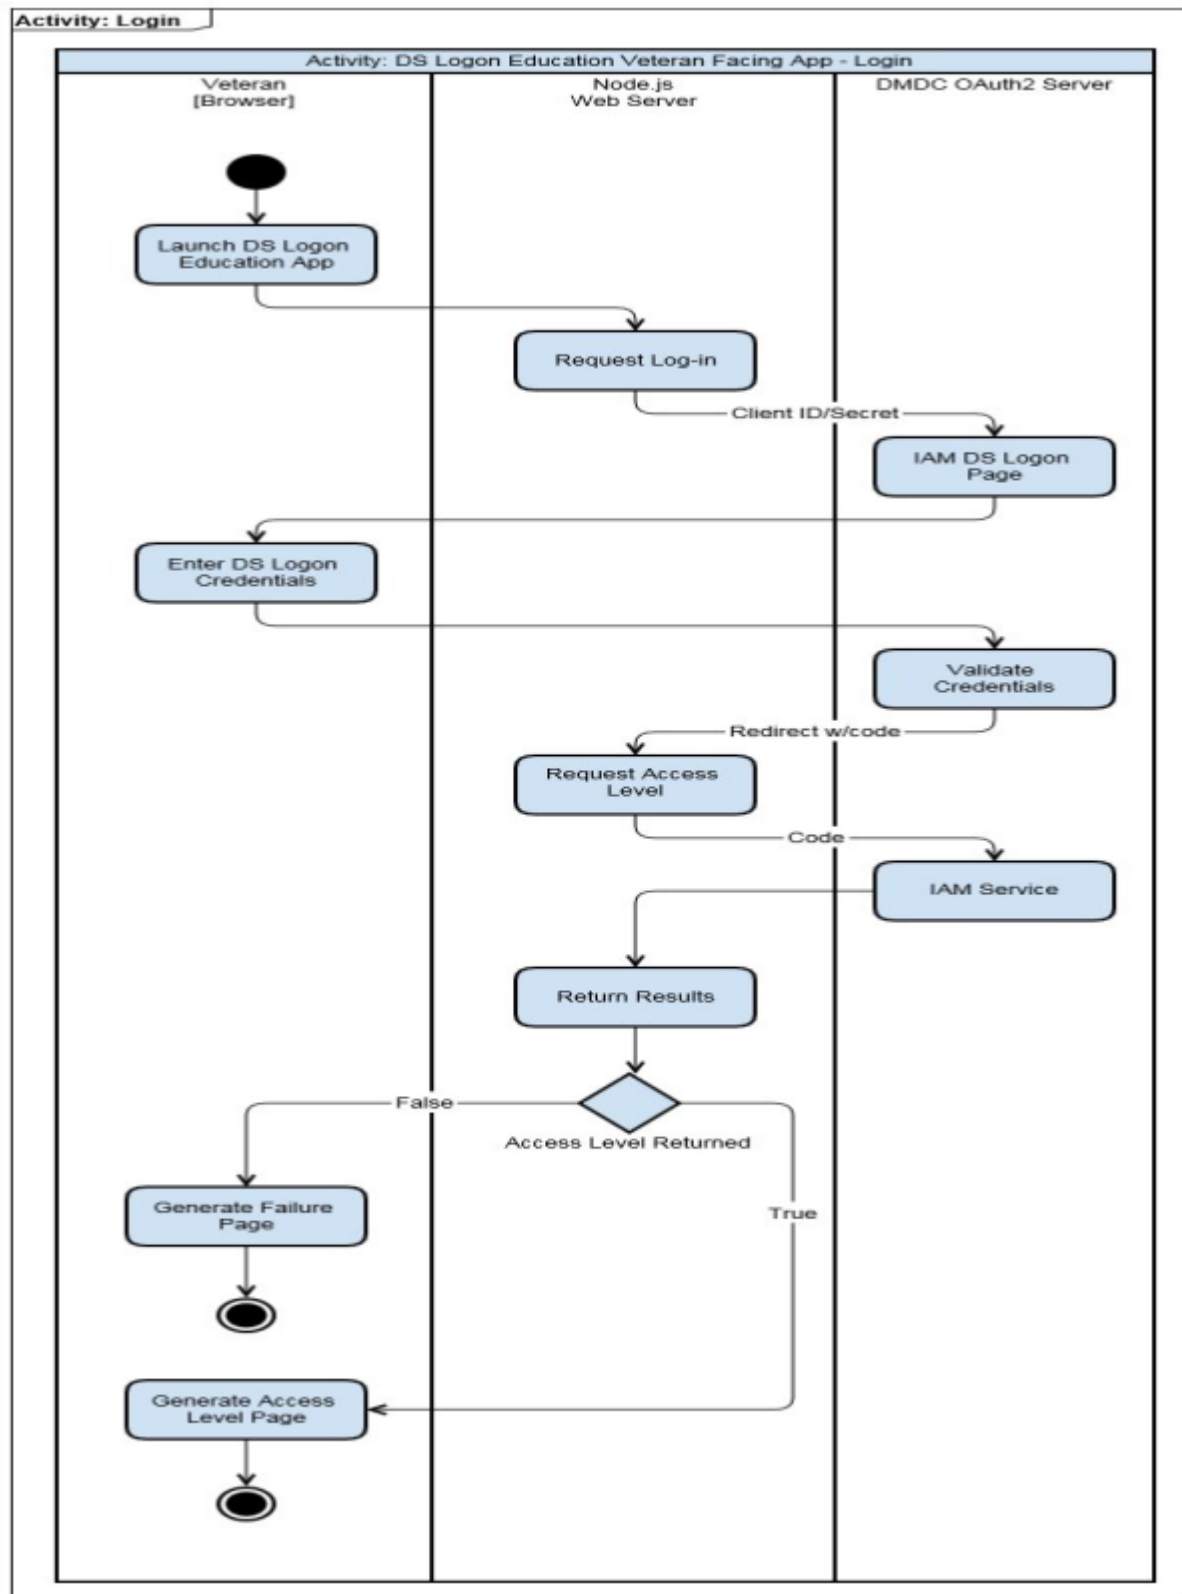 Activity: Login
Activity: DS Logon Education Veteran Facing App - Login
Veteran
[Browser]
Node.js
Web Server
DMDC OAuth2 Server
Launch DS Logon
Education App
Request Log-in
Client ID/Secret
IAM DS Logon
Page
Enter DS Logon
Credentials
Validate
Credentials
Redirect w/code
Request Access
Level
Code
IAM Service
Return Results
False
Access Level Returned
Generate Failure
Page
True
Generate Access
Level Page